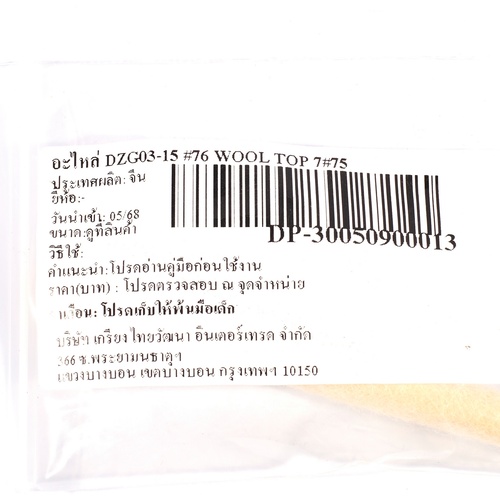 อะไหล่ DZG03-15 #76 WOOL TOP 7#75
ประเทศผลิต: จีน
ยี่ห้อ:-
วันนำเข้า: 05/68
ขนาด:ดูที่สินค้า
DP-30050900013
วิธีใช้:
คำแนะนำ:โปรดอ่านคู่มือก่อนใช้งาน
ราคา(บาท) : โปรดตรวจสอบ ณ จุดจำหน่าย
คำเตือน: โปรดเก็บให้พ้นมือเด็ก
บริษัท เกรียงไทยวัฒนา อินเตอร์เทรด จำกัด
366 ซ.พระยามนธาตุฯ
แขวงบางบอน เขตบางบอน กรุงเทพฯ 10150